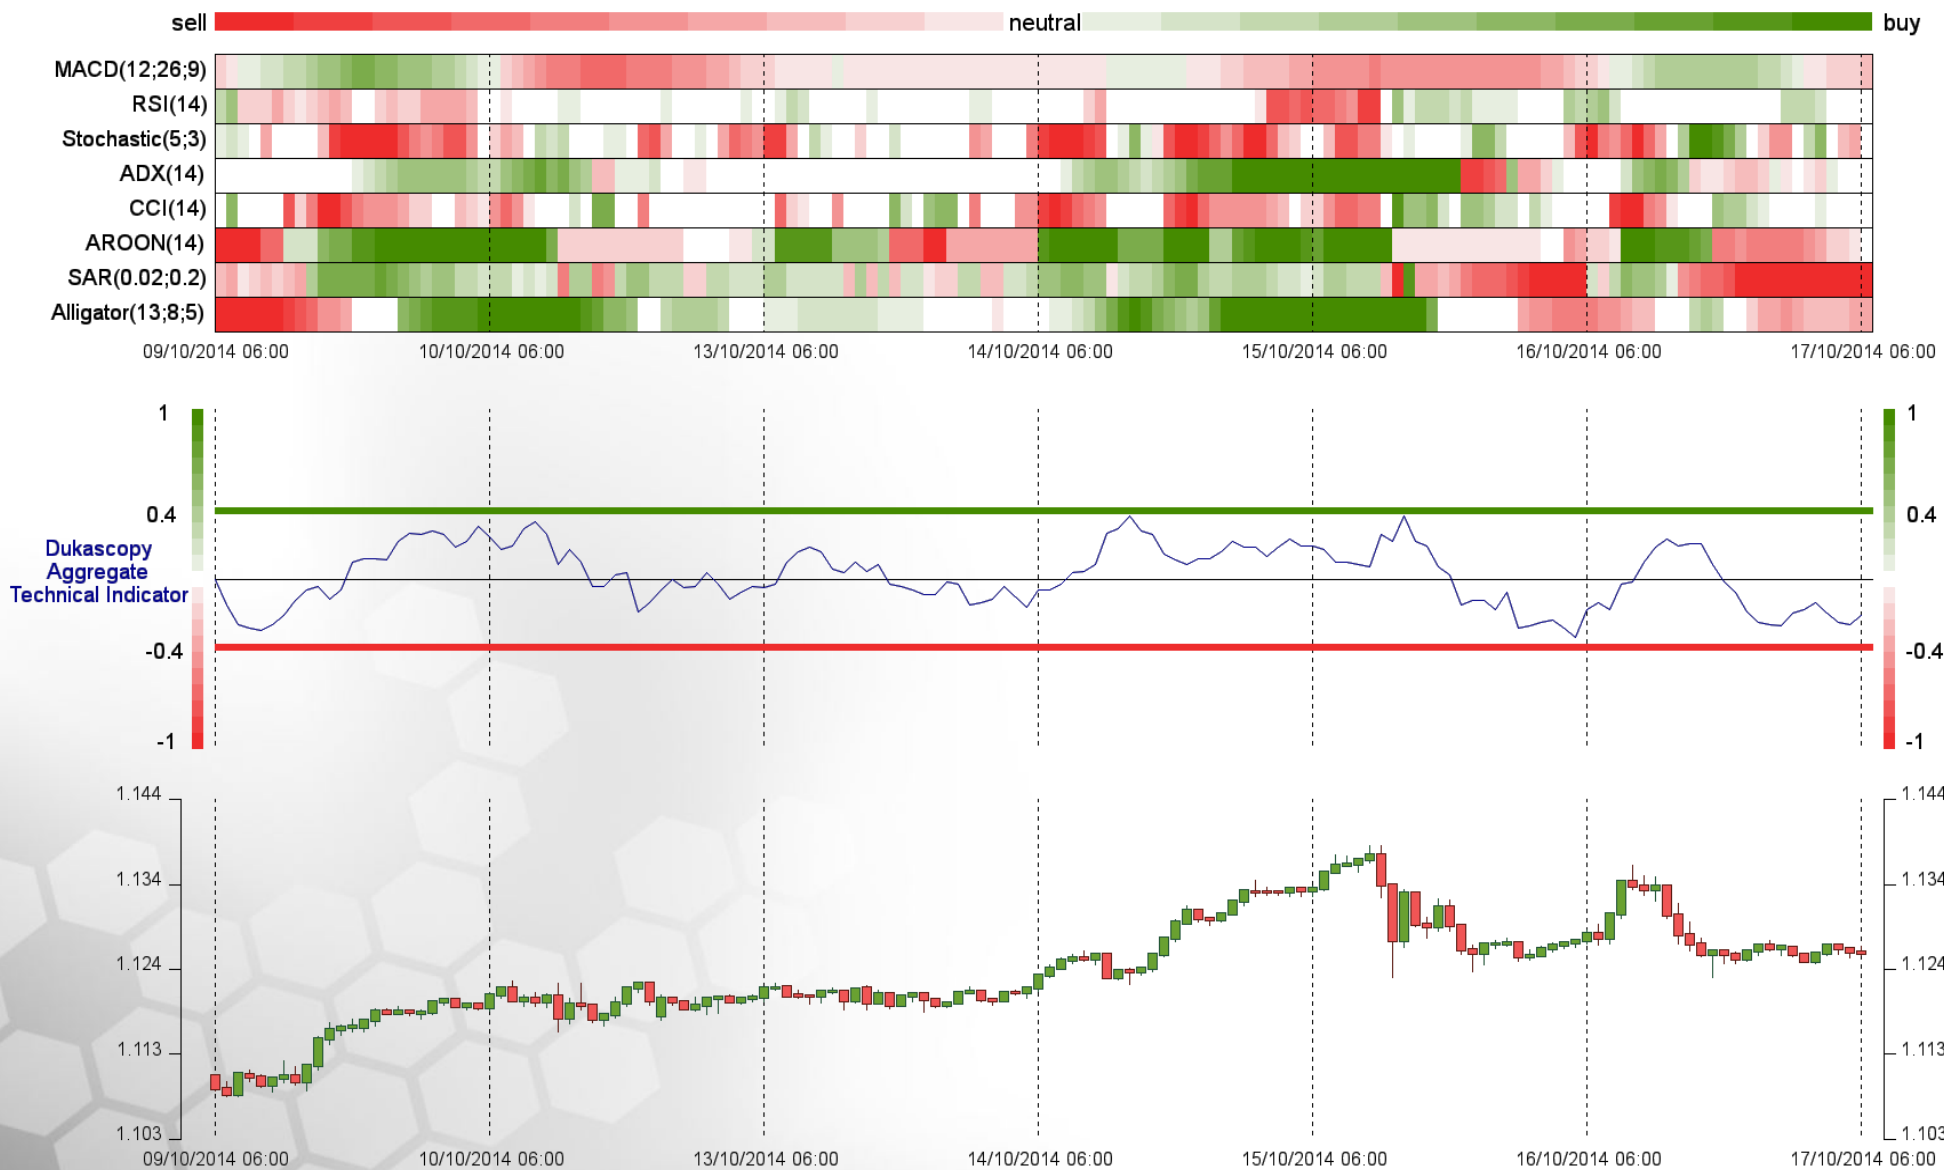 sell neutral buy
MACD(12;26;9)
RSI(14)
Stochastic(5;3)
ADX(14)
CCI(14)
AROON(14)
SAR(0.02;0.2)
Alligator(13;8;5)
09/10/2014 06:00 10/10/2014 06:00 13/10/2014 06:00 14/10/2014 06:00 15/10/2014 06:00 16/10/2014 06:00 17/10/2014 06:00
1 1
0.4 0.4
Dukascopy
Aggregate
Technical Indicator
-0.4 -0.4
-1 -1
1.144 1.144
1.134 1.134
1.124 1.124
1.113 1.113
1.103 1.103
09/10/2014 06:00 10/10/2014 06:00 13/10/2014 06:00 14/10/2014 06:00 15/10/2014 06:00 16/10/2014 06:00 17/10/2014 06:00